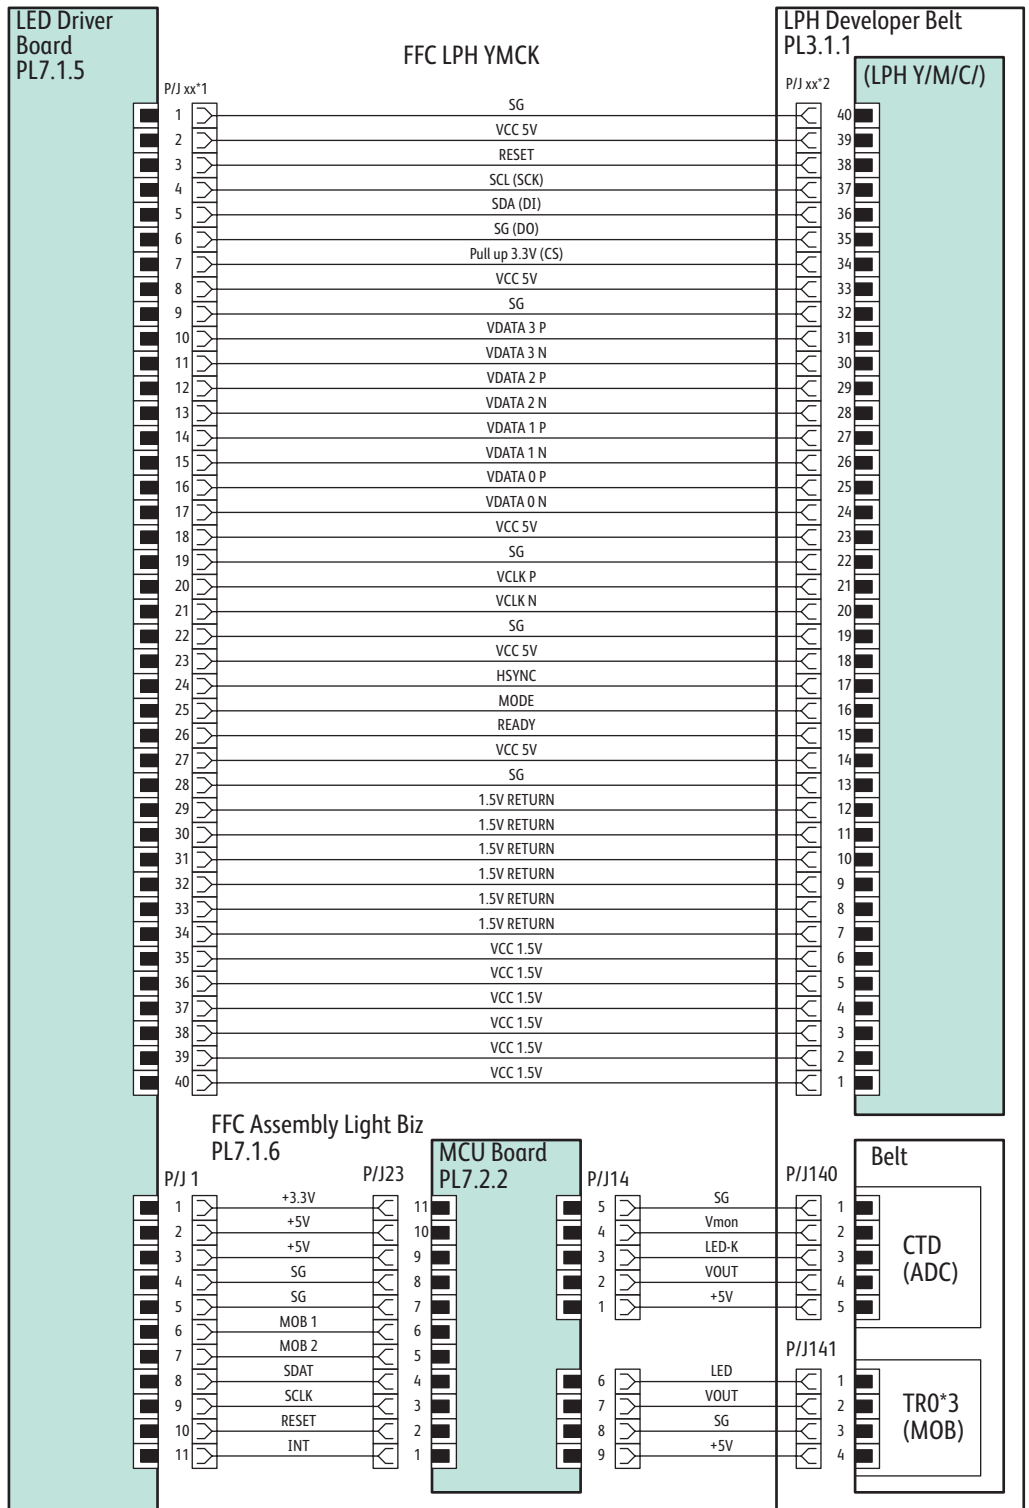 LED Driver
Board
PL7.1.5
FFC LPH YMCK
LPH Developer Belt
PL3.1.1
(LPH Y/M/C/)
P/J xx*1
P/J xx*2
1 SG 40
2 VCC 5V 39
3 RESET 38
4 SCL (SCK) 37
5 SDA (DI) 36
6 SG (DO) 35
7 Pull up 3.3V (CS) 34
8 VCC 5V 33
9 SG 32
10 VDATA 3 P 31
11 VDATA 3 N 30
12 VDATA 2 P 29
13 VDATA 2 N 28
14 VDATA 1 P 27
15 VDATA 1 N 26
16 VDATA 0 P 25
17 VDATA 0 N 24
18 VCC 5V 23
19 SG 22
20 VCLK P 21
21 VCLK N 20
22 SG 19
23 VCC 5V 18
24 HSYNC 17
25 MODE 16
26 READY 15
27 VCC 5V 14
28 SG 13
29 1.5V RETURN 12
30 1.5V RETURN 11
31 1.5V RETURN 10
32 1.5V RETURN 9
33 1.5V RETURN 8
34 1.5V RETURN 7
35 VCC 1.5V 6
36 VCC 1.5V 5
37 VCC 1.5V 4
38 VCC 1.5V 3
39 VCC 1.5V 2
40 VCC 1.5V 1
FFC Assembly Light Biz
PL7.1.6
P/J 1
P/J23
MCU Board
PL7.2.2
P/J14
P/J140
Belt
1 +3.3V 11
2 +5V 10
3 +5V 9
4 SG 8
5 SG 7
6 MOB 1 6
7 MOB 2 5
8 SDAT 4
9 SCLK 3
10 RESET 2
11 INT 1
5 SG 1
4 Vmon 2
3 LED-K 3
2 VOUT 4
1 +5V 5
CTD
(ADC)
P/J141
6 LED 1
7 VOUT 2
8 SG 3
9 +5V 4
TR0*3
(MOB)